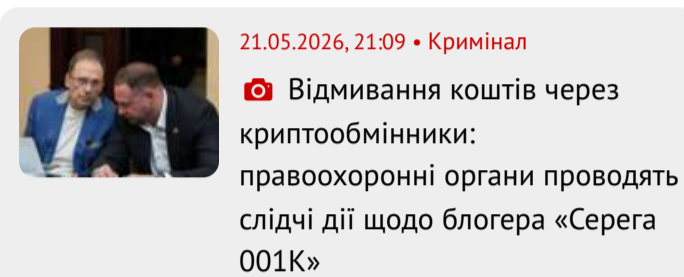 21.05.2026, 21:09 • Кримінал
Відмивання коштів через
криптообмінники:
правоохоронні органи проводять
слідчі дії щодо блогера «Серега
001К»